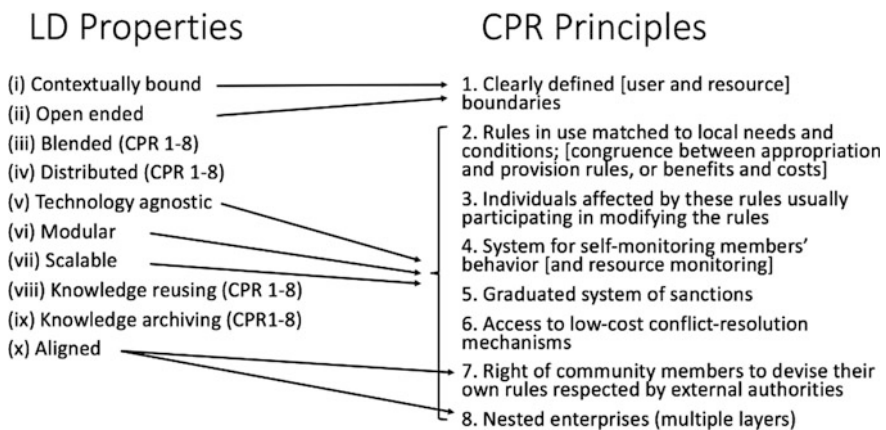 LD Properties
CPR Principles
(i) Contextually bound
(ii) Open ended
(iii) Blended (CPR 1-8)
(iv) Distributed (CPR 1-8)
(v) Technology agnostic
(vi) Modular
(vii) Scalable
(viii) Knowledge reusing (CPR 1-8)
(ix) Knowledge archiving (CPR1-8)
(x) Aligned
1. Clearly defined [user and resource]
boundaries
2. Rules in use matched to local needs and
conditions; [congruence between appropriation
and provision rules, or benefits and costs]
3. Individuals affected by these rules usually
participating in modifying the rules
4. System for self-monitoring members’
behavior [and resource monitoring]
5. Graduated system of sanctions
6. Access to low-cost conflict-resolution
mechanisms
7. Right of community members to devise their
own rules respected by external authorities
8. Nested enterprises (multiple layers)